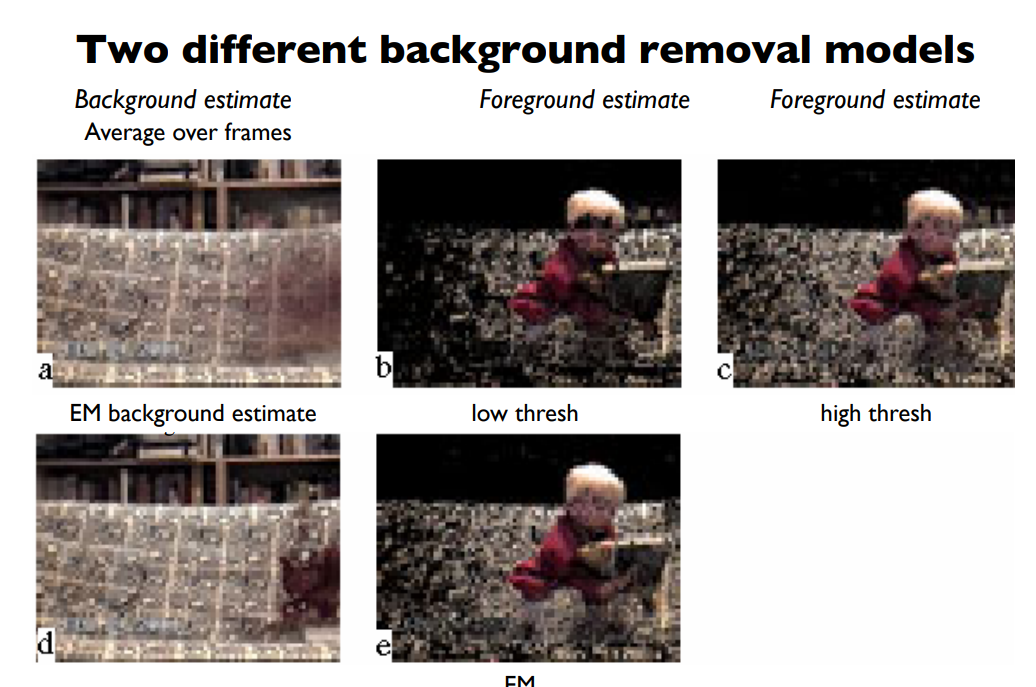 Two different background removal models
Background estimate
Foreground estimate
Foreground estimate
Average over frames
a
b
c
EM background estimate
low thresh
high thresh
d
e
EM